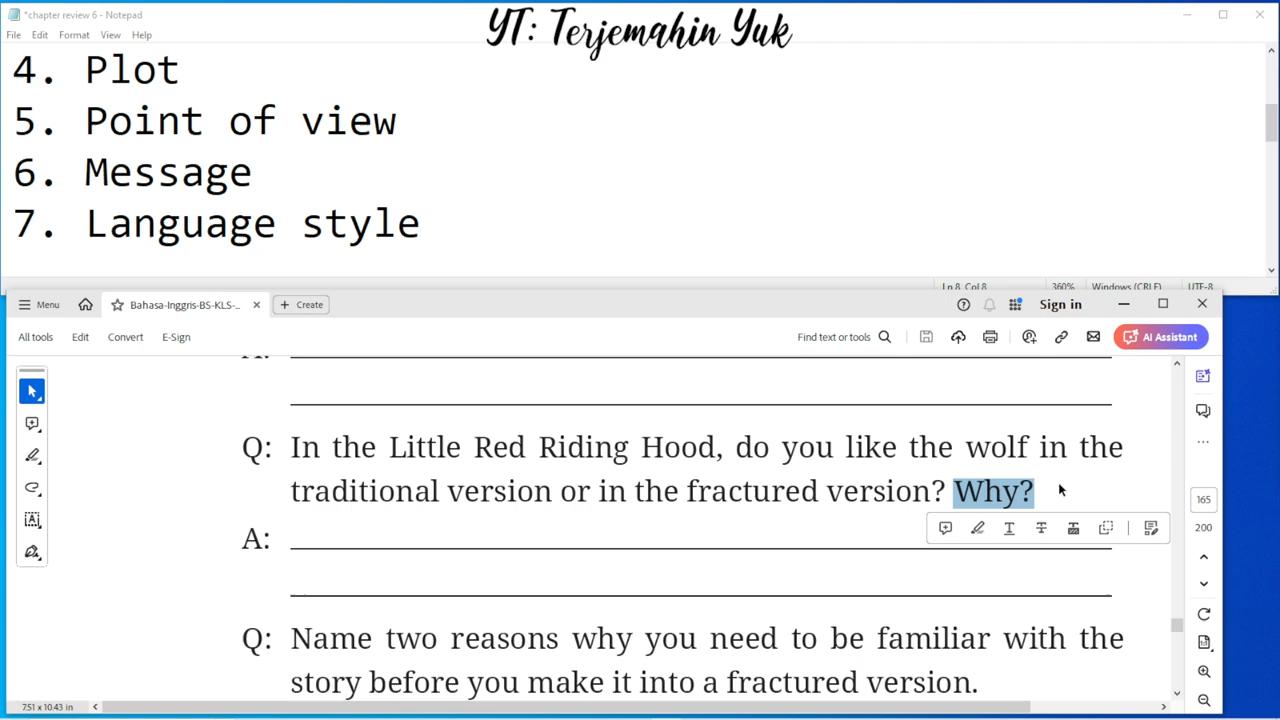 *chapter review 6 - Notepad
YT: Terjemahin Yuk
File Edit Format View Help
4. Plot
5. Point of view
6. Message
7. Language style
Ln 8, Col 8 360% Windows (CRLF) UTF-8
Menu Bahasa-Inggris-BS-KLS-... Create Sign in
All tools Edit Convert E-Sign Find text or tools AI Assistant
A:
Q: In the Little Red Riding Hood, do you like the wolf in the
traditional version or in the fractured version? Why?
165
200
A:
Q: Name two reasons why you need to be familiar with the
story before you make it into a fractured version.
7.51 x 10.43 in